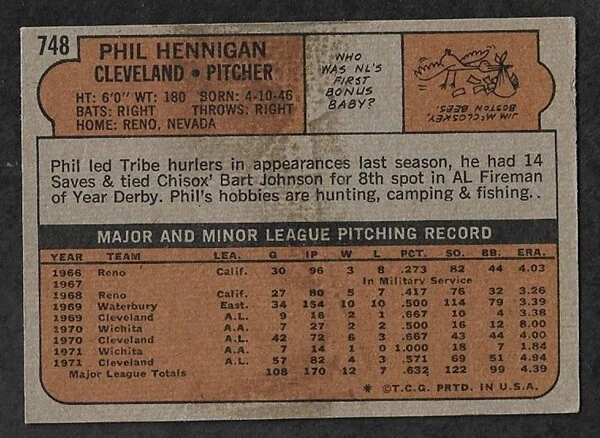 748
PHIL HENNIGAN
CLEVELAND • PITCHER
HT: 6'0" WT: 180 BORN: 4-10-46
BATS: RIGHT THROWS: RIGHT
HOME: RENO, NEVADA
WHO
WAS NL'S
FIRST
BONUS
BABY?
JIM McCLOSKEY,
BOSTON BEES.
Phil led Tribe hurlers in appearances last season, he had 14
Saves & tied Chisox' Bart Johnson for 8th spot in AL Fireman
of Year Derby. Phil's hobbies are hunting, camping & fishing..
MAJOR AND MINOR LEAGUE PITCHING RECORD
YEAR TEAM LEA. G IP W L PCT. SO. BB. ERA.
1966 Reno Calif. 30 96 3 8 .273 82 44 4.03
1967 In Military Service
1968 Reno Calif. 27 80 5 7 .417 76 32 3.26
1969 Waterbury East. 34 154 10 10 .500 114 79 3.39
1969 Cleveland A.L. 9 16 2 1 .667 10 4 3.38
1970 Wichita A.A. 7 27 2 2 .500 16 12 8.00
1970 Cleveland A.L. 42 72 6 3 .667 43 44 4.00
1971 Wichita A.A. 7 14 1 0 1.000 18 7 1.84
1971 Cleveland A.L. 57 82 4 3 .571 69 51 4.94
Major League Totals 108 170 12 7 .632 122 99 4.39
* ©T.C.G. PRTD. IN U.S.A.